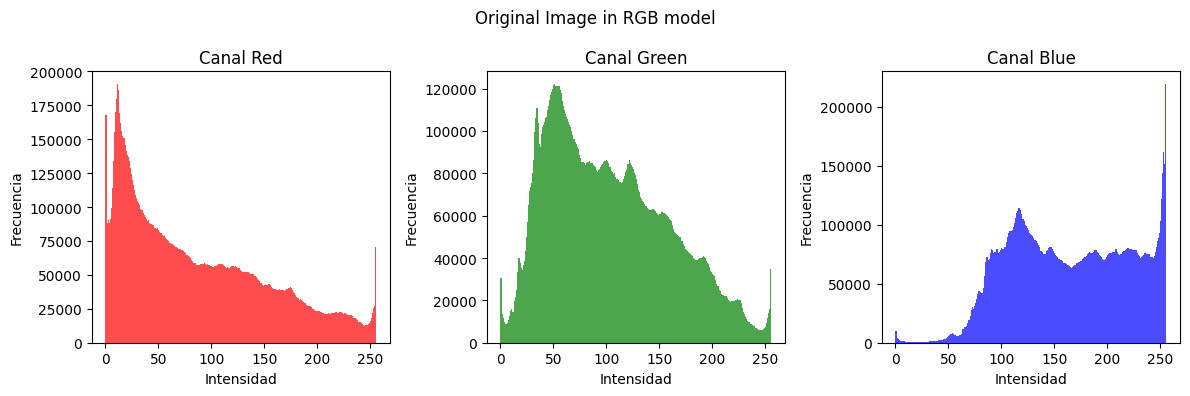 Original Image in RGB model
Canal Red
Canal Green
Canal Blue
Frecuencia
200000
175000
150000
125000
100000
75000
50000
25000
0
0 50 100 150 200 250
Intensidad
Frecuencia
120000
100000
80000
60000
40000
20000
0
0 50 100 150 200 250
Intensidad
Frecuencia
200000
150000
100000
50000
0
0 50 100 150 200 250
Intensidad